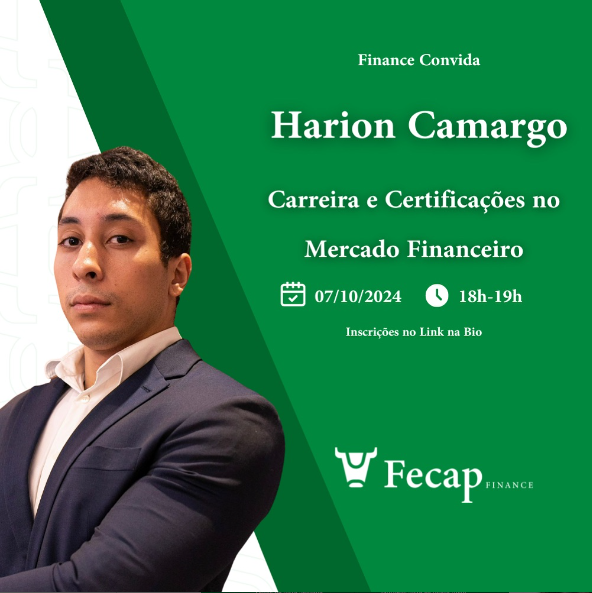 Finance Convida
Harion Camargo
Carreira e Certificações no
Mercado Financeiro
07/10/2024 18h-19h
Inscrições no Link na Bio
Fecap FINANCE